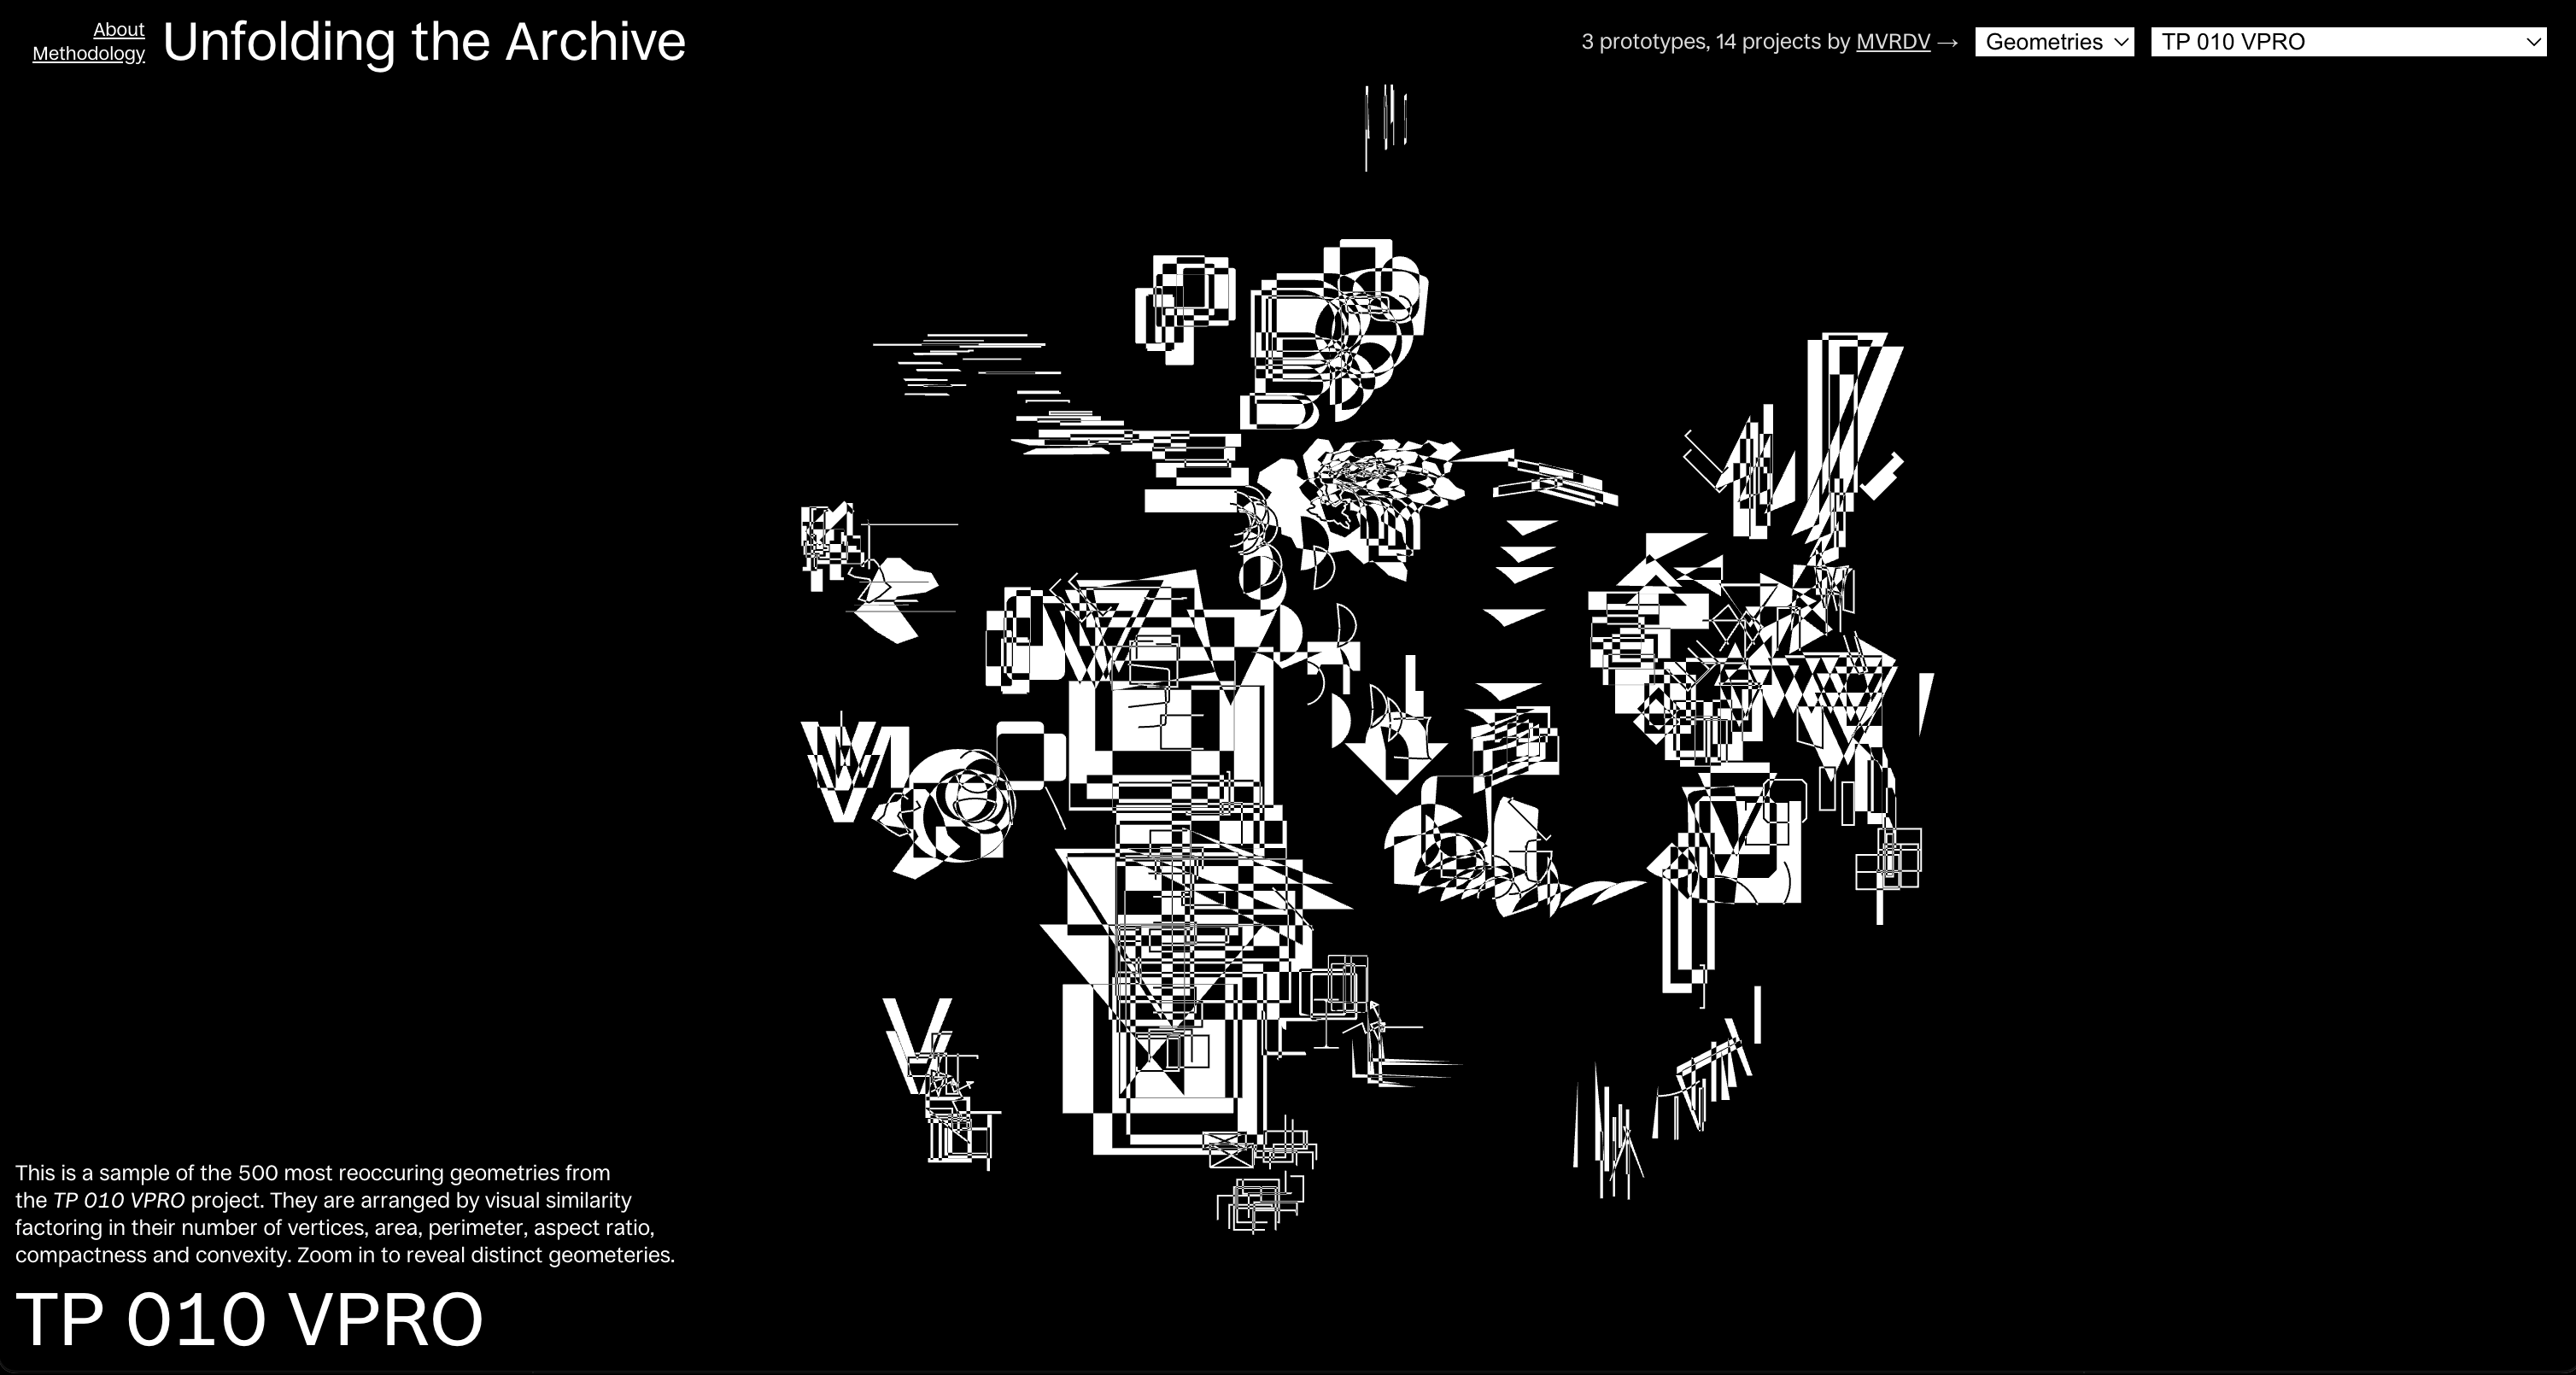 About
Methodology
Unfolding the Archive
3 prototypes, 14 projects by MVRDV →
Geometries
TP 010 VPRO
This is a sample of the 500 most reoccuring geometries from
the TP 010 VPRO project. They are arranged by visual similarity
factoring in their number of vertices, area, perimeter, aspect ratio,
compactness and convexity. Zoom in to reveal distinct geometeries.
TP 010 VPRO